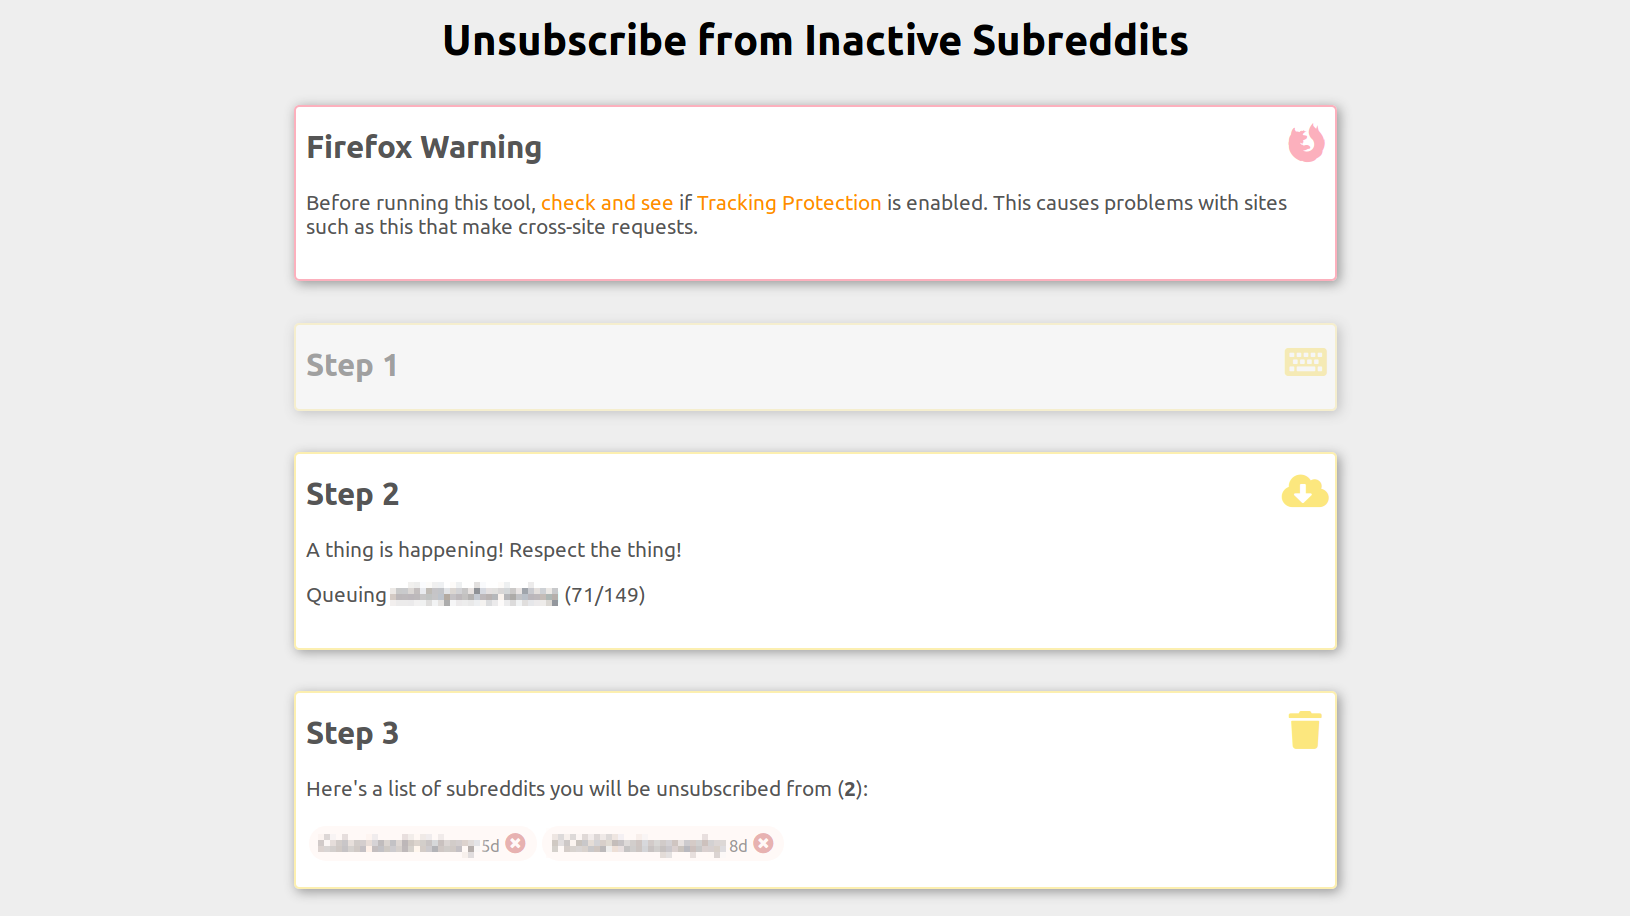 Unsubscribe from Inactive Subreddits
Firefox Warning
Before running this tool, check and see if Tracking Protection is enabled. This causes problems with sites
such as this that make cross-site requests.
Step 1
Step 2
A thing is happening! Respect the thing!
Queuing (71/149)
Step 3
Here's a list of subreddits you will be unsubscribed from (2):
5d 8d